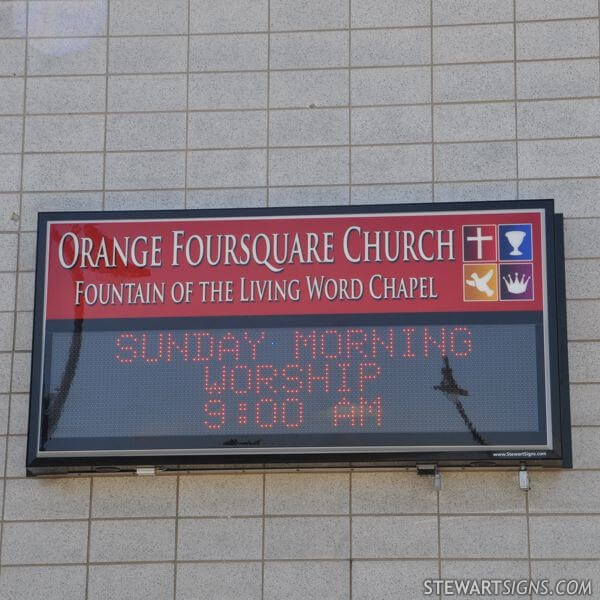 Orange Foursquare Church
Fountain of the Living Word Chapel
SUNDAY MORNING
WORSHIP
9:00 AM
www.StewartSigns.com
STEWARTSIGNS.COM